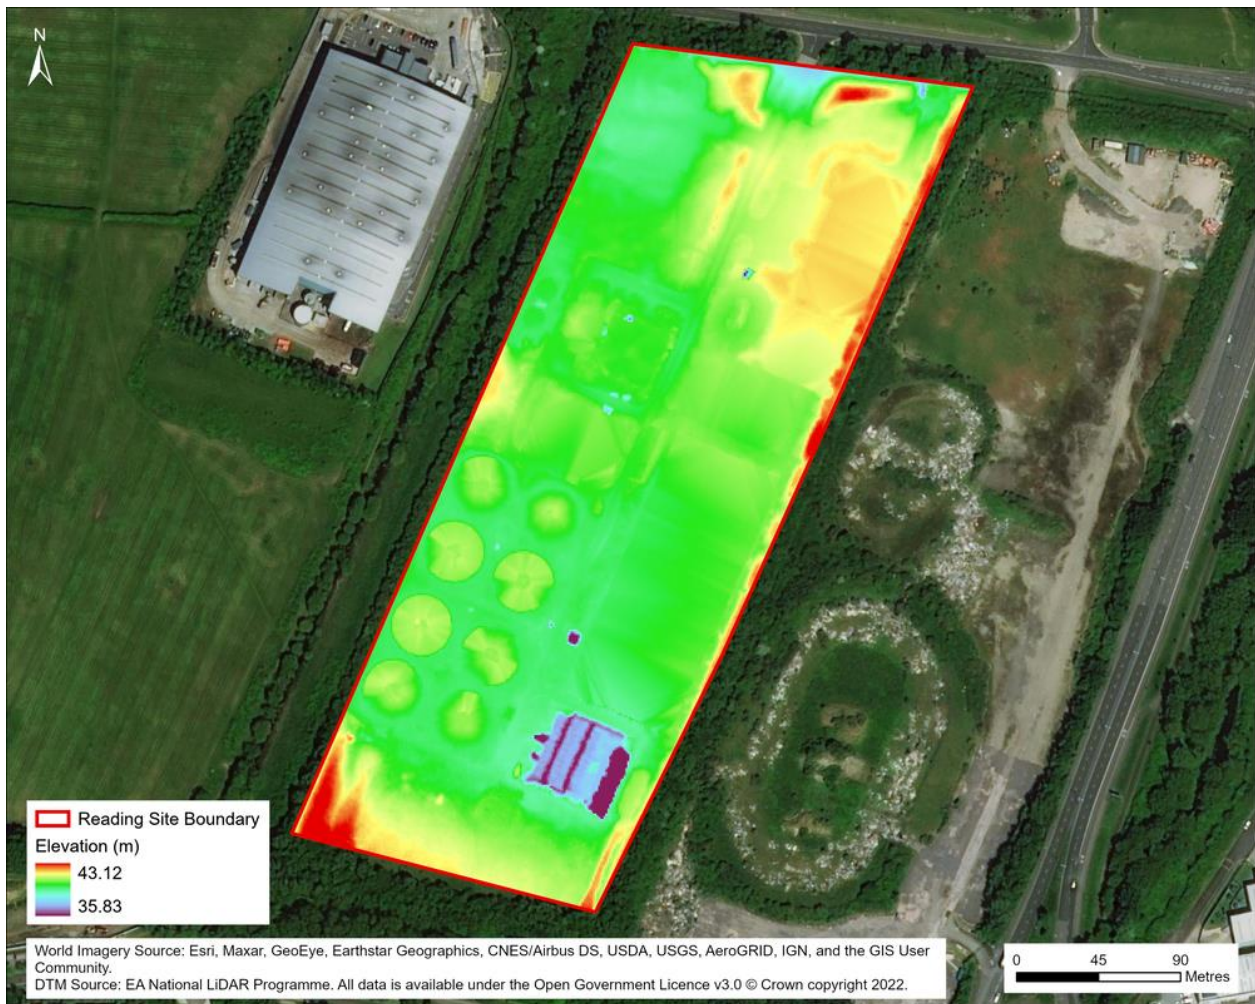 N
Reading Site Boundary
Elevation (m)
43.12
35.83
World Imagery Source: Esri, Maxar, GeoEye, Earthstar Geographics, CNES/Airbus DS, USDA, USGS, AeroGRID, IGN, and the GIS User
Community.
DTM Source: EA National LiDAR Programme. All data is available under the Open Government Licence v3.0 © Crown copyright 2022.
0 45 90
Metres